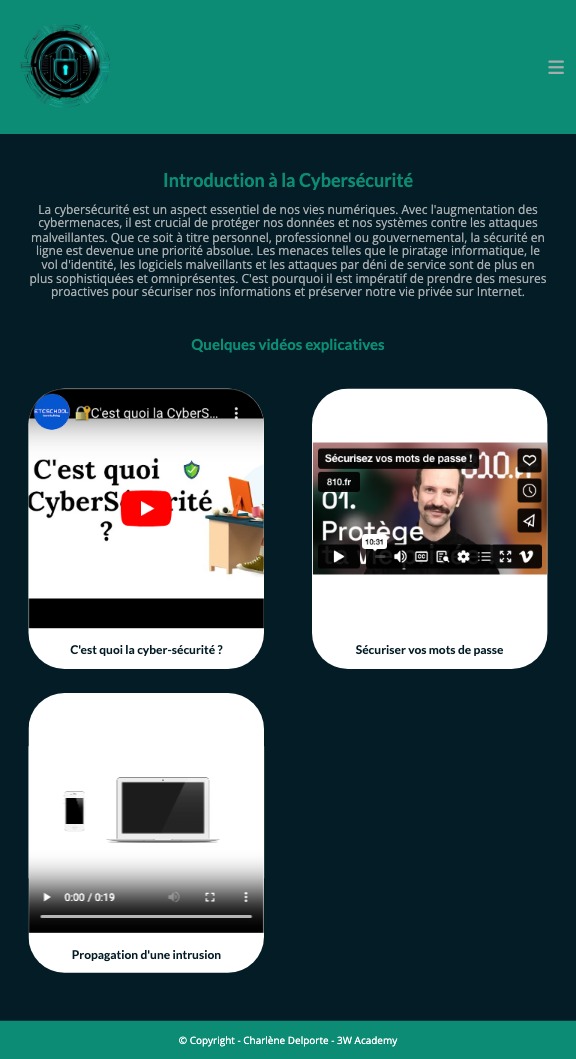 Introduction à la Cybersécurité
La cybersécurité est un aspect essentiel de nos vies numériques. Avec l'augmentation des
cybermenaces, il est crucial de protéger nos données et nos systèmes contre les attaques
malveillantes. Que ce soit à titre personnel, professionnel ou gouvernemental, la sécurité en
ligne est devenue une priorité absolue. Les menaces telles que le piratage informatique, le
vol d'identité, les logiciels malveillants et les attaques par déni de service sont de plus en
plus sophistiquées et omniprésentes. C'est pourquoi il est impératif de prendre des mesures
proactives pour sécuriser nos informations et préserver notre vie privée sur Internet.
Quelques vidéos explicatives
C'est quoi la CyberS...
C'est quoi
?
C'est quoi la cyber-sécurité ?
Sécurisez vos mots de passe !
810.fr
01.
Protège
10:31
CC
Sécuriser vos mots de passe
0:00 / 0:19
Propagation d'une intrusion
© Copyright - Charlène Delporte - 3W Academy